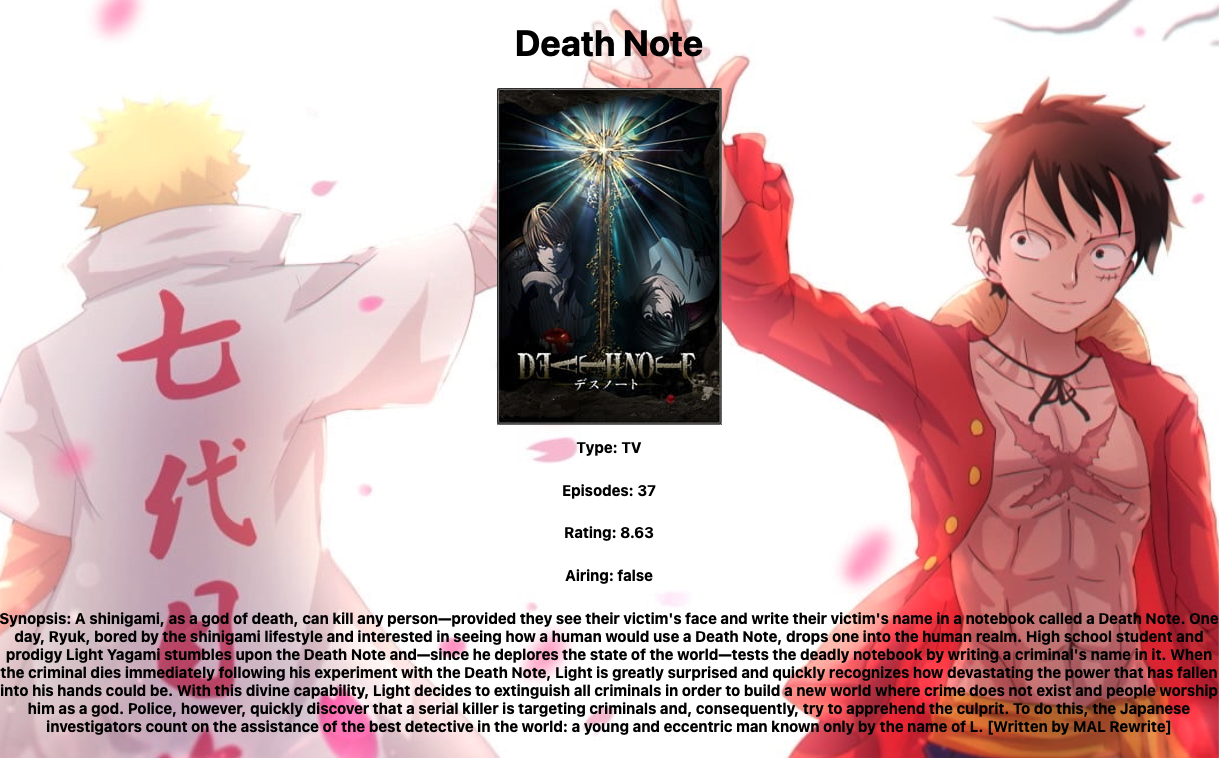 Death Note
DEATH NOTE
デスノート
七
代
目
Type: TV
Episodes: 37
Rating: 8.63
Airing: false
Synopsis: A shinigami, as a god of death, can kill any person—provided they see their victim's face and write their victim's name in a notebook called a Death Note. One
day, Ryuk, bored by the shinigami lifestyle and interested in seeing how a human would use a Death Note, drops one into the human realm. High school student and
prodigy Light Yagami stumbles upon the Death Note and—since he deplores the state of the world—tests the deadly notebook by writing a criminal's name in it. When
the criminal dies immediately following his experiment with the Death Note, Light is greatly surprised and quickly recognizes how devastating the power that has fallen
into his hands could be. With this divine capability, Light decides to extinguish all criminals in order to build a new world where crime does not exist and people worship
him as a god. Police, however, quickly discover that a serial killer is targeting criminals and, consequently, try to apprehend the culprit. To do this, the Japanese
investigators count on the assistance of the best detective in the world: a young and eccentric man known only by the name of L. [Written by MAL Rewrite]